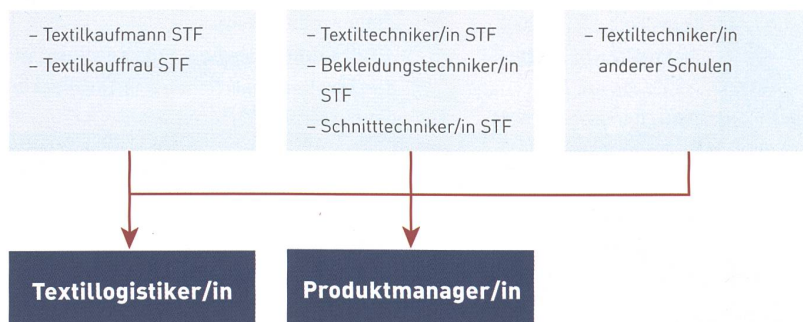 – Textilkaufmann STF
– Textilkauffrau STF
– Textiltechniker/in STF
– Bekleidungstechniker/in
STF
– Schnitttechniker/in STF
– Textiltechniker/in
anderer Schulen
Textillogistiker/in
Produktmanager/in